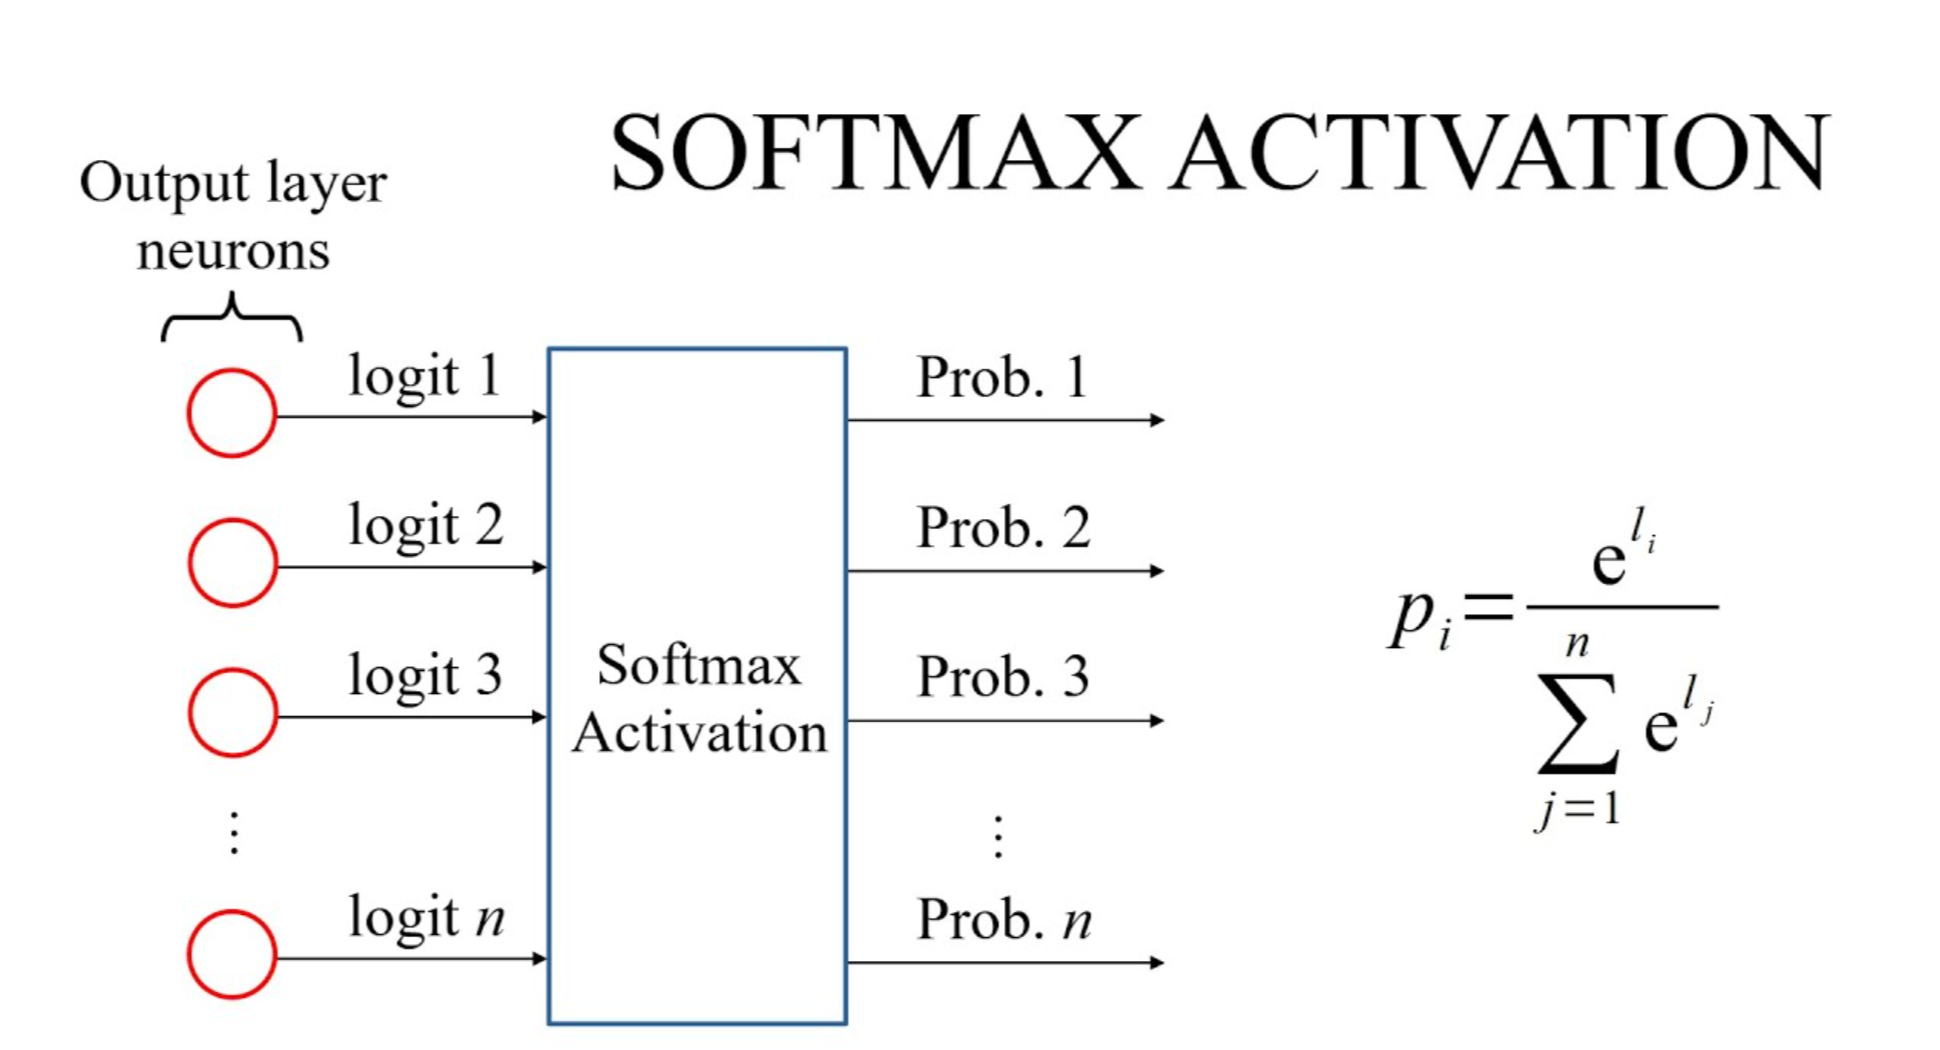 SOFTMAX ACTIVATION
Output layer
neurons
logit 1
Prob. 1
logit 2
Prob. 2
logit 3
Prob. 3
Softmax
Activation
⋮
⋮
logit n
Prob. n
p_i = e^{l_i} / \sum_{j=1}^{n} e^{l_j}